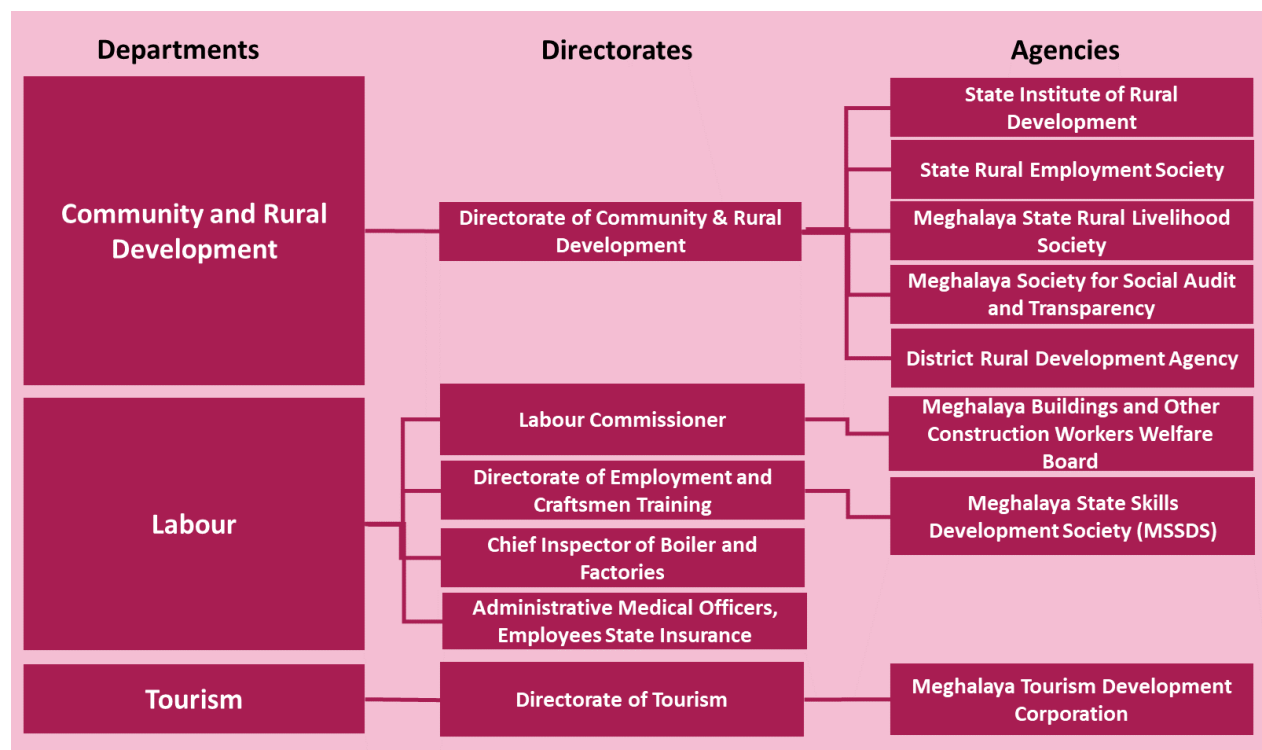 Departments
Directorates
Agencies
Community and Rural
Development
Directorate of Community & Rural
Development
State Institute of Rural
Development
State Rural Employment Society
Meghalaya State Rural Livelihood
Society
Meghalaya Society for Social Audit
and Transparency
District Rural Development Agency
Labour
Labour Commissioner
Directorate of Employment and
Craftsmen Training
Chief Inspector of Boiler and
Factories
Administrative Medical Officers,
Employees State Insurance
Meghalaya Buildings and Other
Construction Workers Welfare
Board
Meghalaya State Skills
Development Society (MSSDS)
Tourism
Directorate of Tourism
Meghalaya Tourism Development
Corporation